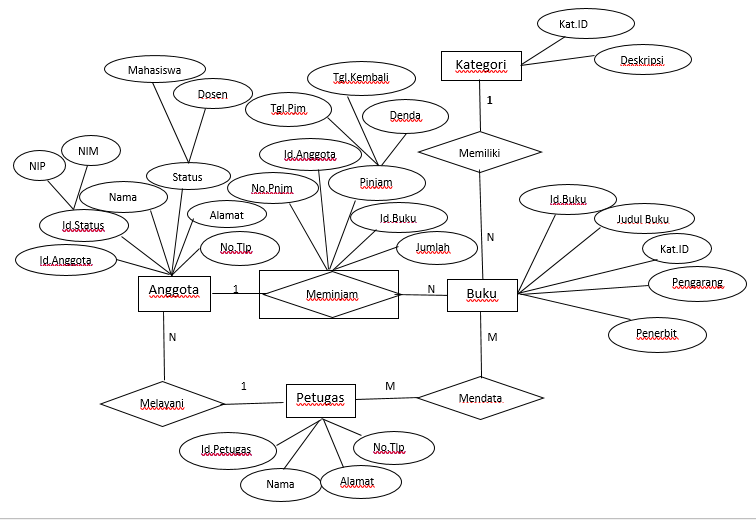 Kat.ID
Kategori
Deskripsi
Mahasiswa
Dosen
Tgl.Kembali
Tgl.Pim
Denda
1
NIP
NIM
Id.Anggota
Memiliki
Nama
Status
No.Pnim
Pinjam
Id.Status
Alamat
Id.Buku
Id.Buku
Judul Buku
Id.Anggota
No.Tlp
Jumlah
N
Kat.ID
Anggota
1
Meminjam
N
Buku
Pengarang
Penerbit
N
M
Melayani
1
Petugas
M
Mendata
Id.Petugas
No.Tlp
Nama
Alamat